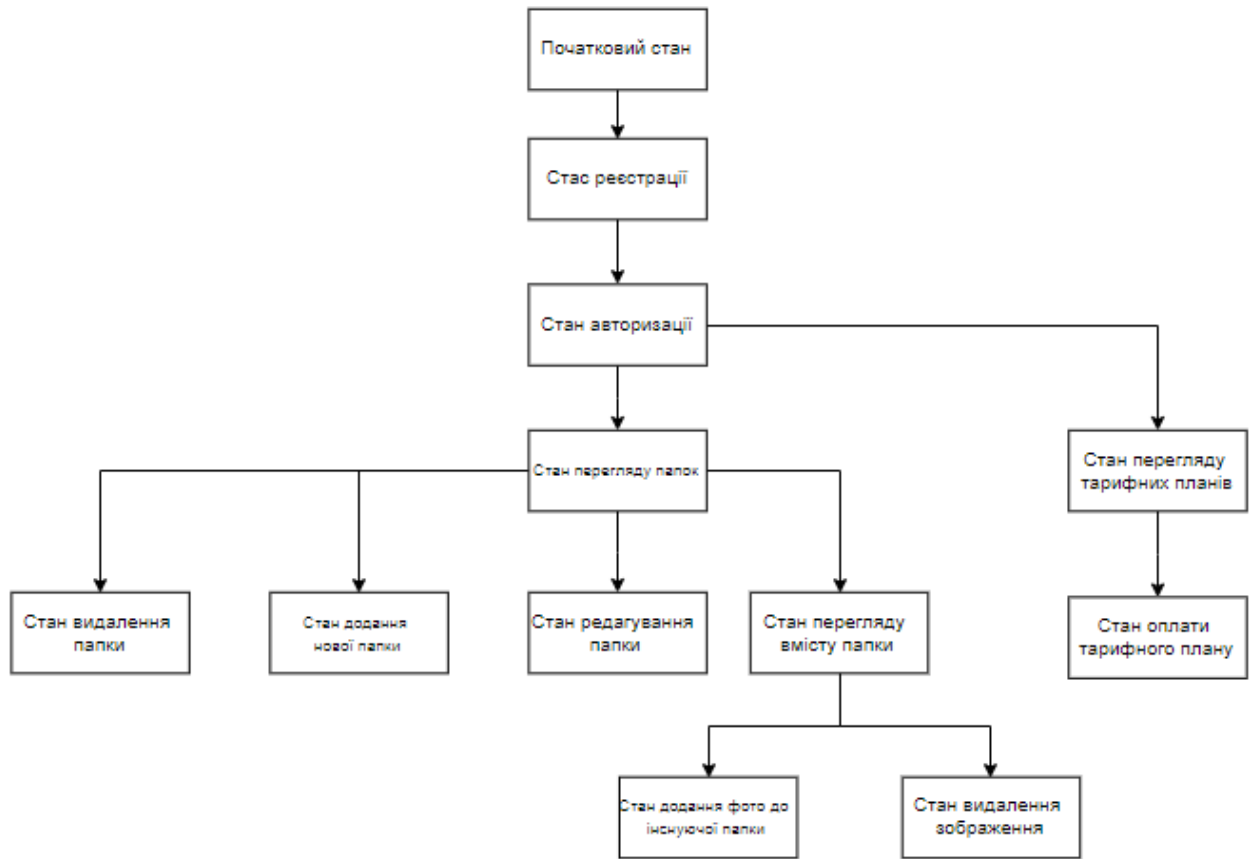 Початковий стан
Стас реєстрації
Стан авторизації
Стан перегляду папок
Стан перегляду
тарифних планів
Стан видалення
папки
Стан додання
нової папки
Стан редагування
папки
Стан перегляду
вмісту папки
Стан оплати
тарифного плану
Стан додання фото до
інснуючої папки
Стан видалення
зображення